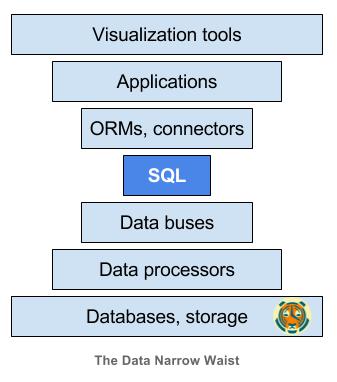 Visualization tools
Applications
ORMs, connectors
SQL
Data buses
Data processors
Databases, storage
The Data Narrow Waist